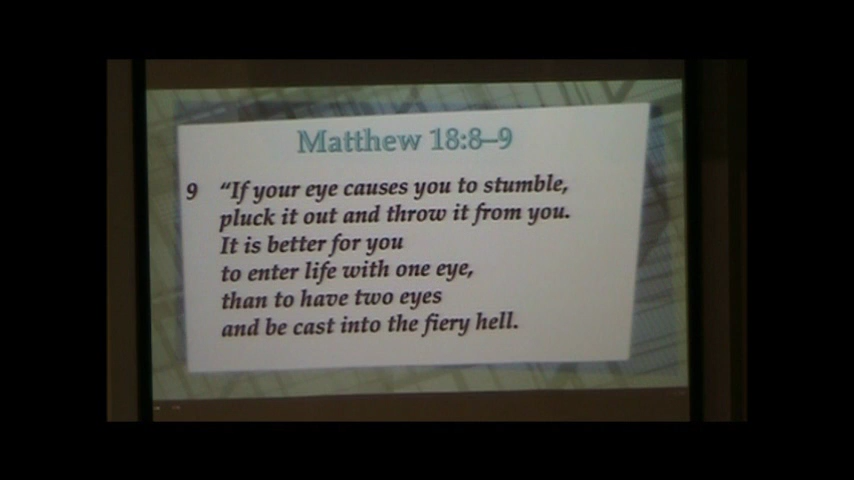 Matthew 18:8–9
9 “If your eye causes you to stumble,
pluck it out and throw it from you.
It is better for you
to enter life with one eye,
than to have two eyes
and be cast into the fiery hell.